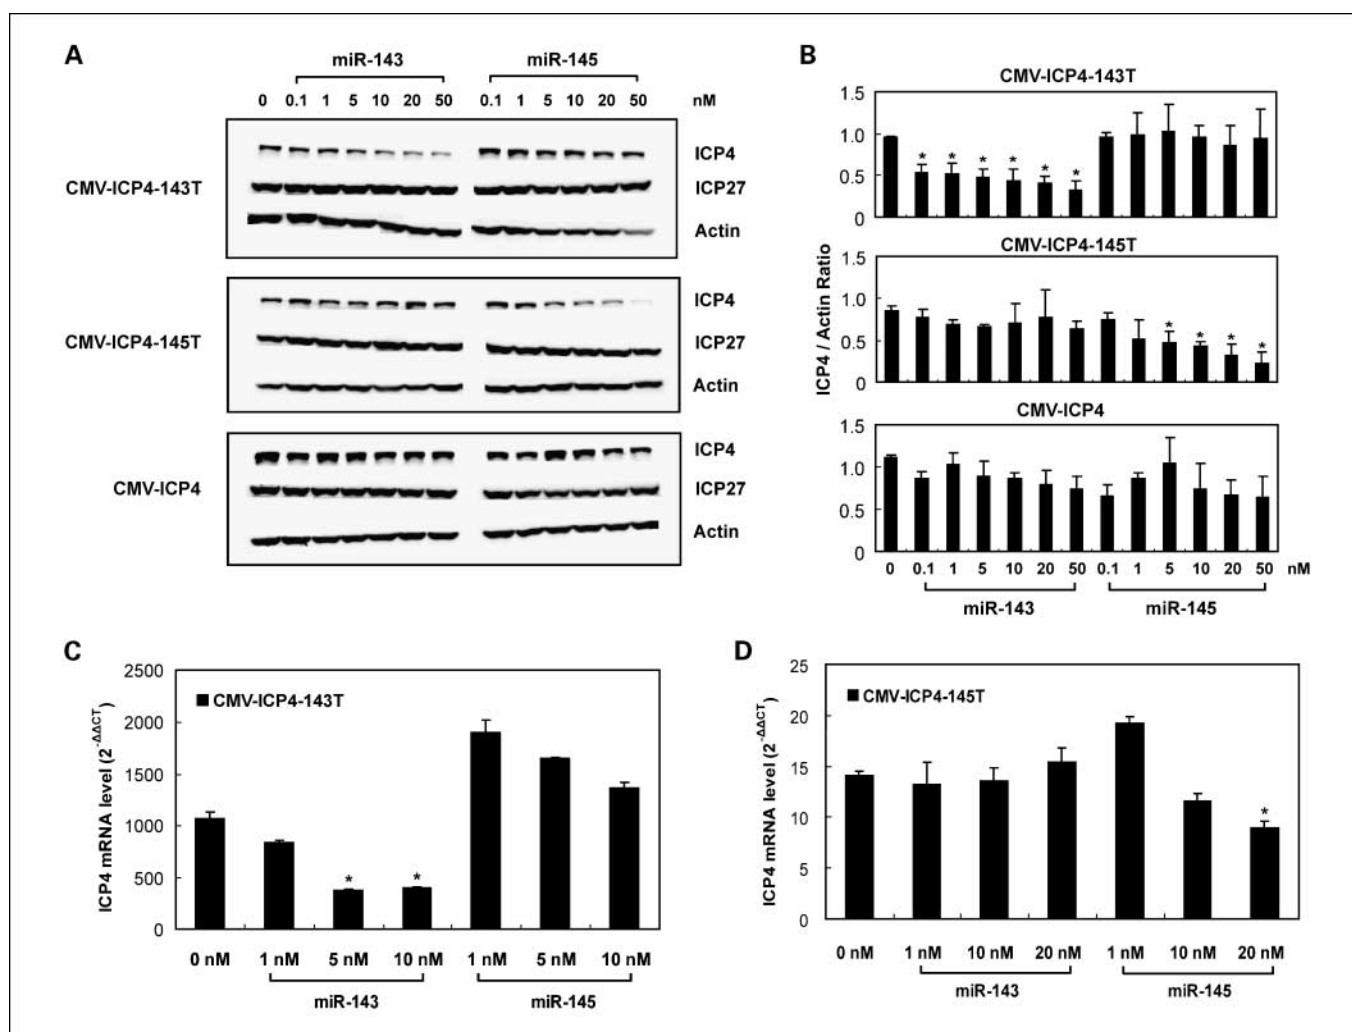 A
miR-143 miR-145
0 0.1 1 5 10 20 50 0.1 1 5 10 20 50 nM
CMV-ICP4-143T
ICP4
ICP27
Actin
CMV-ICP4-145T
ICP4
ICP27
Actin
CMV-ICP4
ICP4
ICP27
Actin
B
CMV-ICP4-143T
1.5
1.0
0.5
0
* * * * * *
CMV-ICP4-145T
1.5
1.0
0.5
0
* * * *
CMV-ICP4
1.5
1.0
0.5
0
ICP4 / Actin Ratio
0 0.1 1 5 10 20 50 0.1 1 5 10 20 50 nM
miR-143 miR-145
C
ICP4 mRNA level (2^-ΔΔCT)
2500
2000
1500
1000
500
0
CMV-ICP4-143T
* *
0 nM 1 nM 5 nM 10 nM 1 nM 5 nM 10 nM
miR-143 miR-145
D
ICP4 mRNA level (2^-ΔΔCT)
25
20
15
10
5
0
CMV-ICP4-145T
*
0 nM 1 nM 10 nM 20 nM 1 nM 10 nM 20 nM
miR-143 miR-145